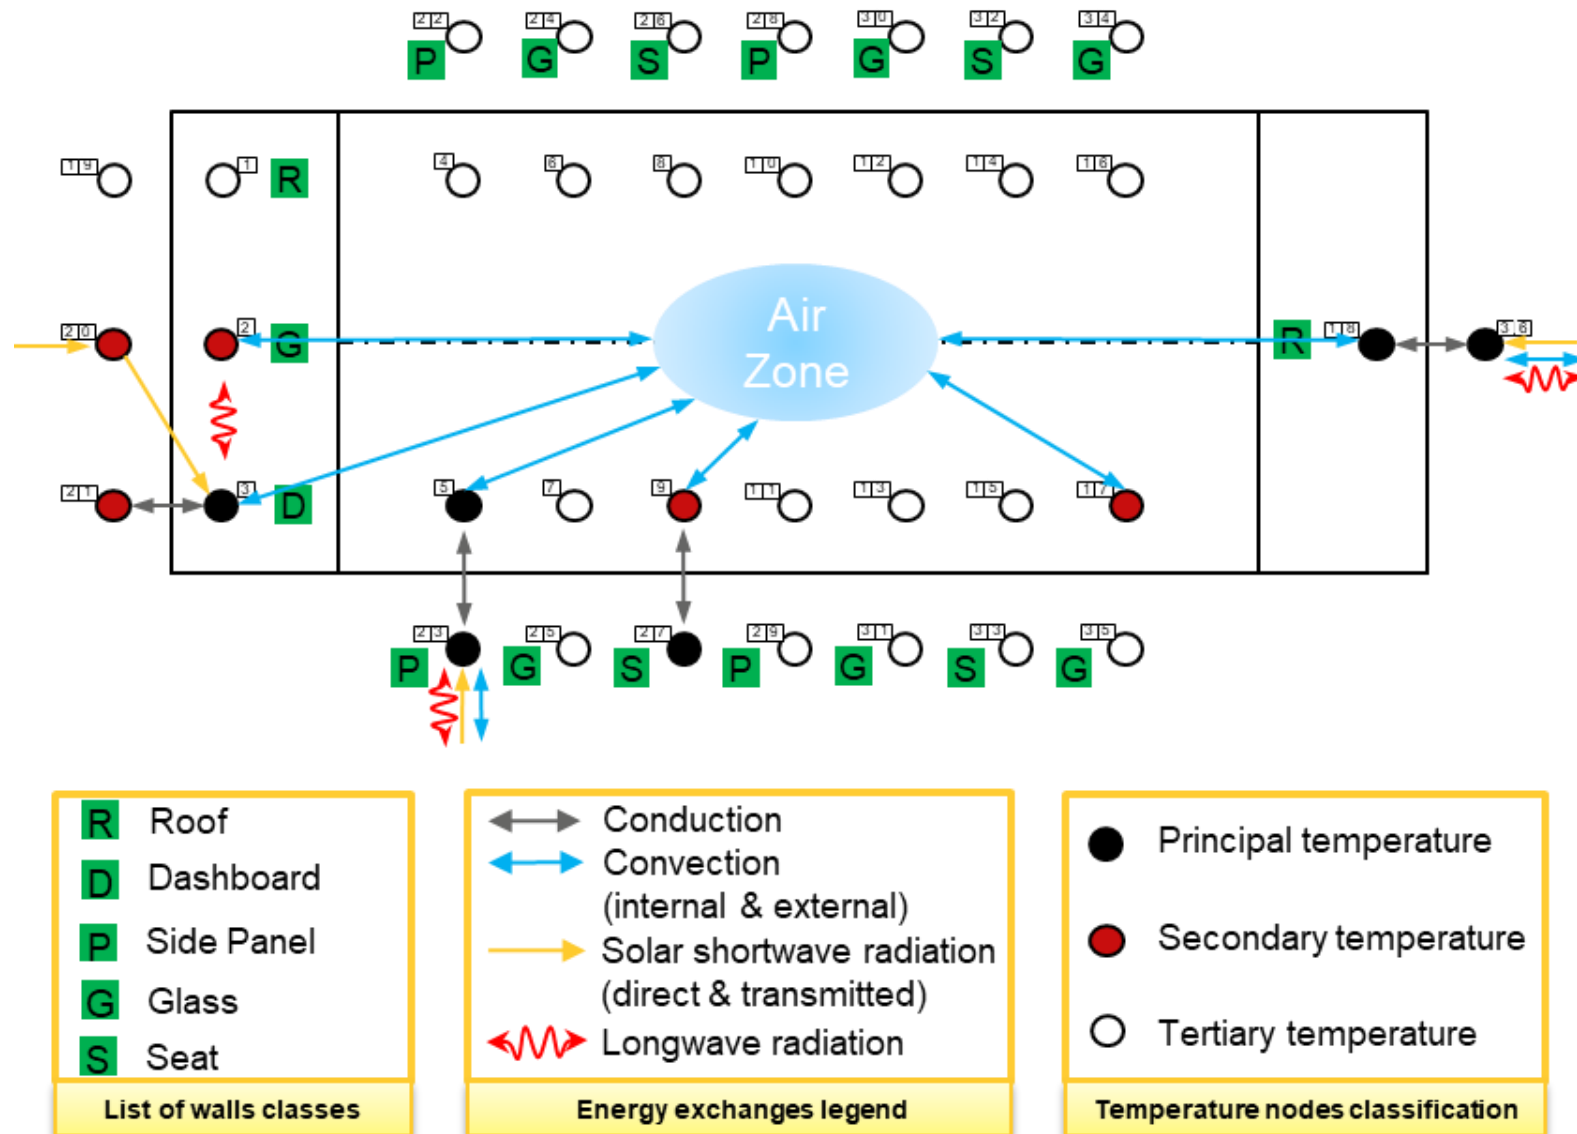 22 24 26 28 30 32 34
P G S P G S G
19 1 R 4 6 8 10 12 14 16
Air
Zone
20 2 G R 18 36
21 3 D 5 7 9 11 13 15 17
23 25 27 29 31 33 35
P G S P G S G
R Roof
D Dashboard
P Side Panel
G Glass
S Seat
List of walls classes
Conduction
Convection
(internal & external)
Solar shortwave radiation
(direct & transmitted)
Longwave radiation
Energy exchanges legend
Principal temperature
Secondary temperature
Tertiary temperature
Temperature nodes classification